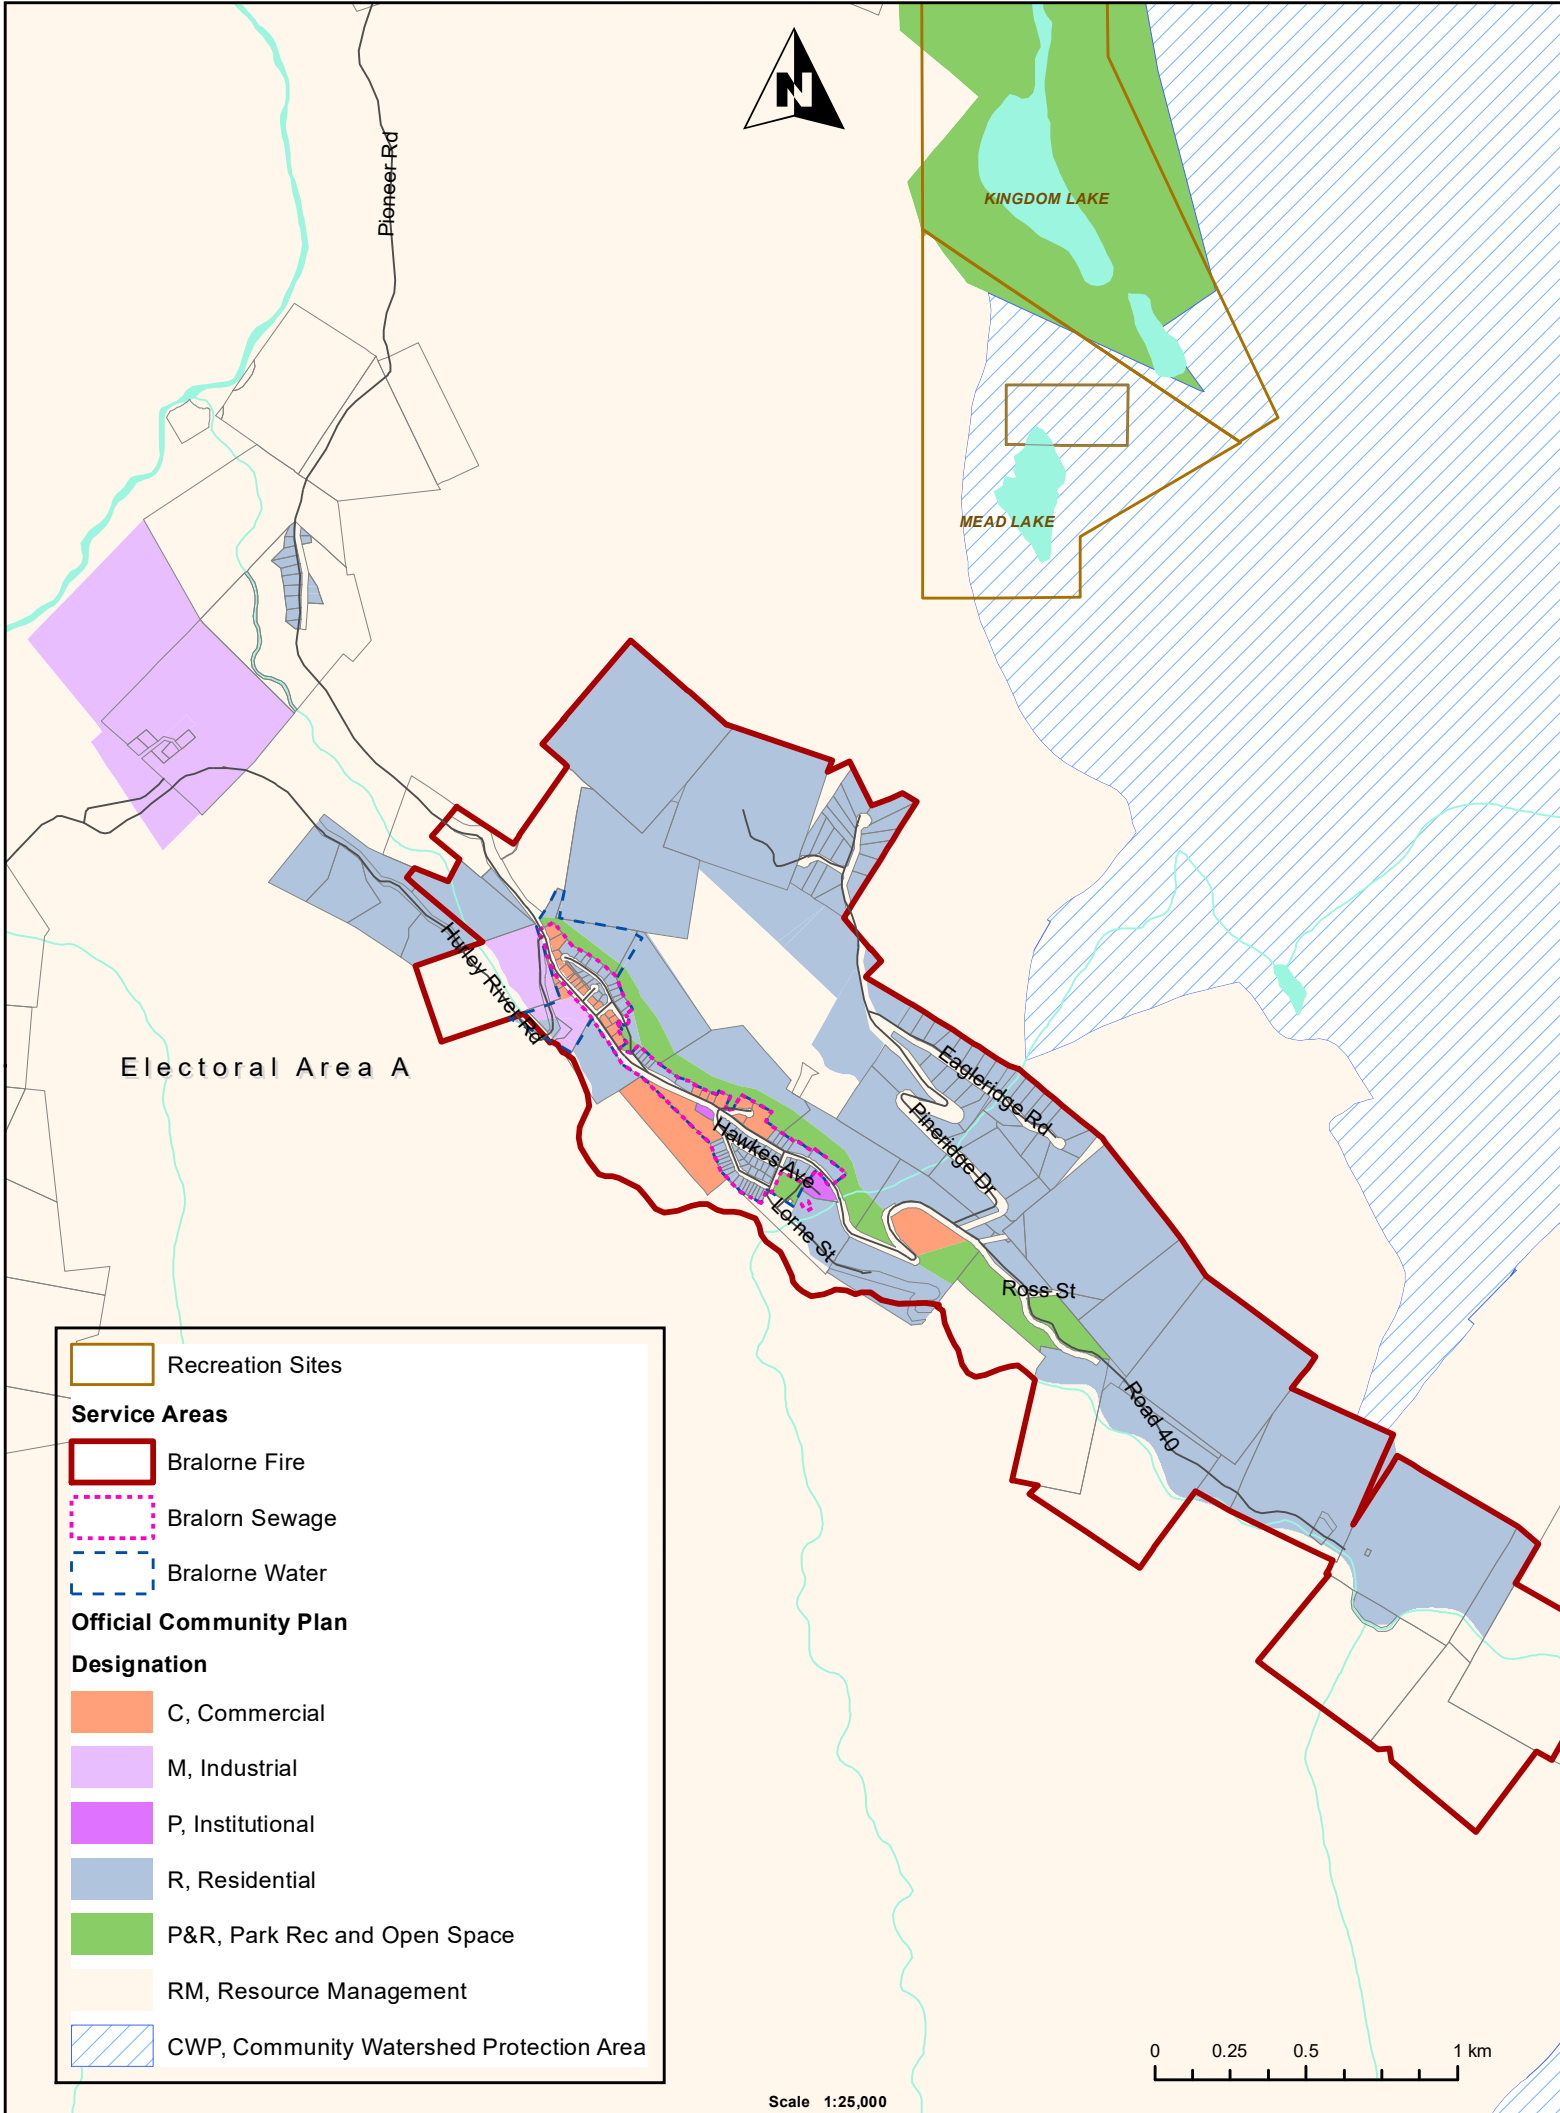 N
Pioneer Rd
KINGDOM LAKE
MEAD LAKE
Hurley River Rd
Electoral Area A
Eagleridge Rd
Pineridge Dr
Hawkes Ave
Lorne St
Ross St
Road 40
Recreation Sites
Service Areas
Bralorne Fire
Bralorn Sewage
Bralorne Water
Official Community Plan
Designation
C, Commercial
M, Industrial
P, Institutional
R, Residential
P&R, Park Rec and Open Space
RM, Resource Management
CWP, Community Watershed Protection Area
0 0.25 0.5 1 km
Scale 1:25,000